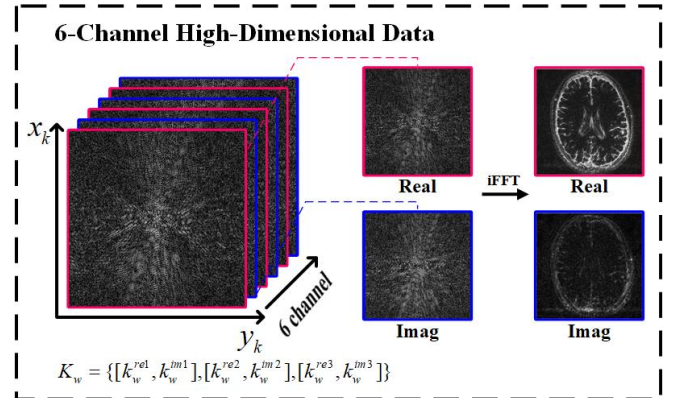 6-Channel High-Dimensional Data
x_k
y_k
6 channel
Real
iFFT
Real
Imag
Imag
K_w = {[k_w^{re1}, k_w^{im1}],[k_w^{re2}, k_w^{im2}],[k_w^{re3}, k_w^{im3}]}